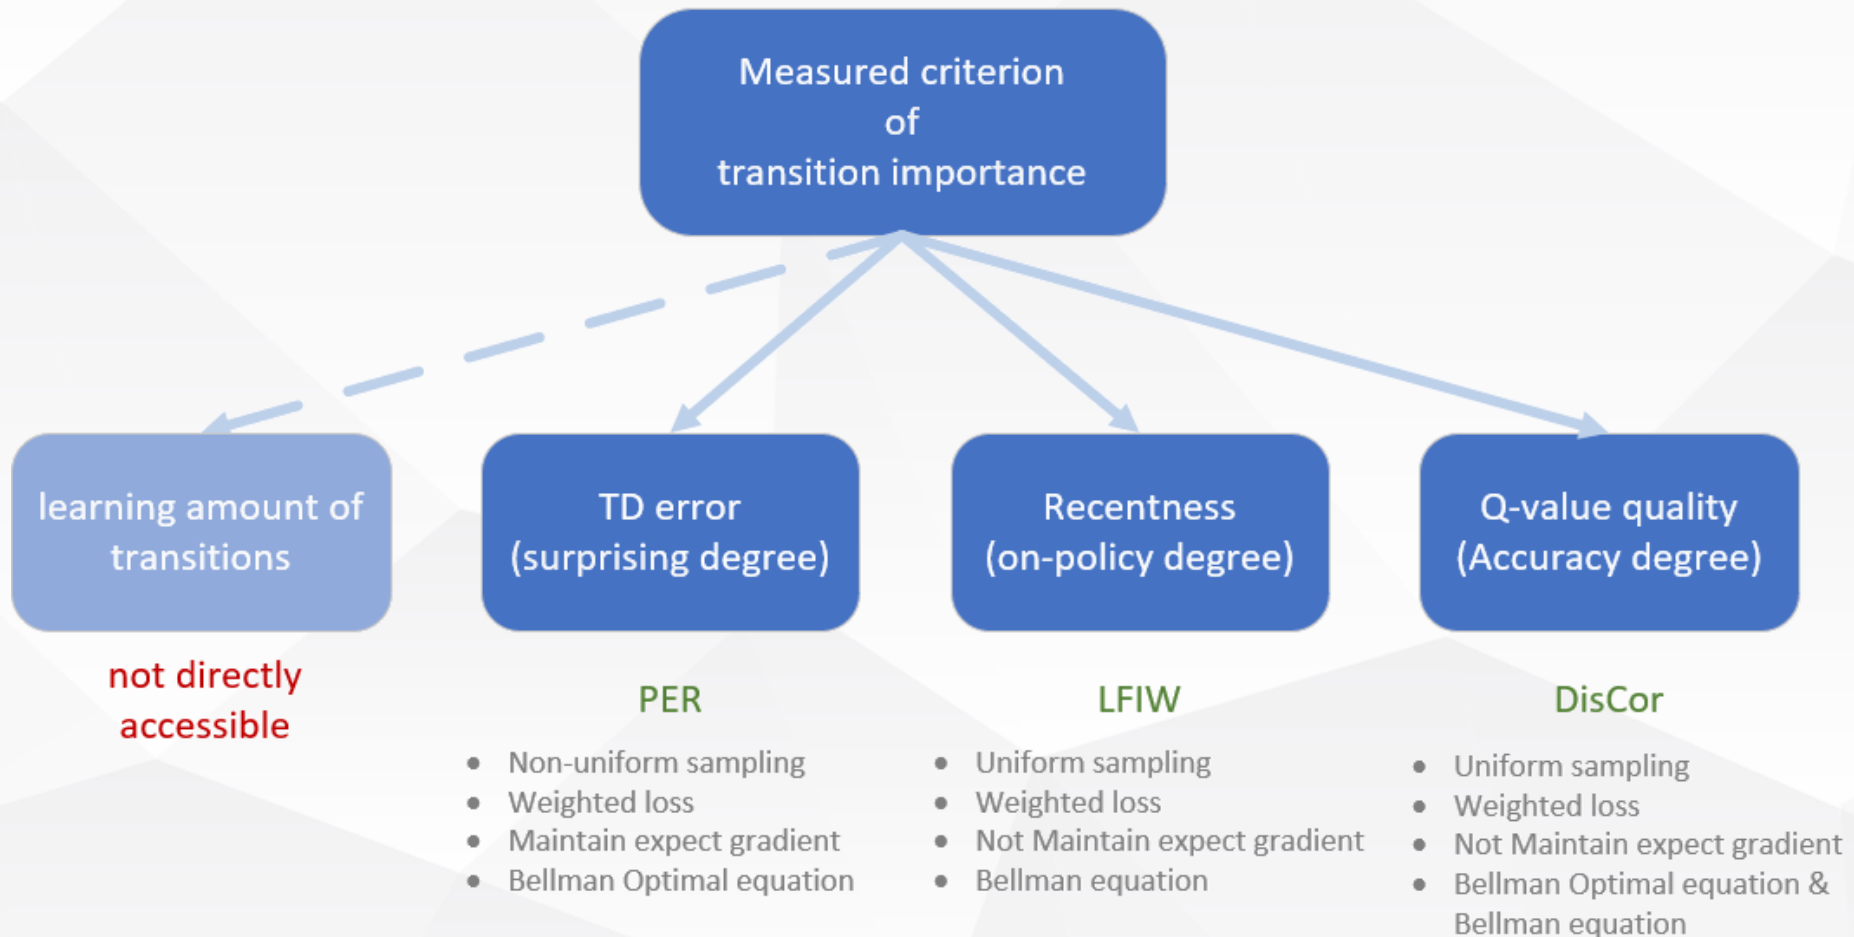 Measured criterion
of
transition importance
learning amount of
transitions
not directly
accessible
TD error
(surprising degree)
PER
• Non-uniform sampling
• Weighted loss
• Maintain expect gradient
• Bellman Optimal equation
Recentness
(on-policy degree)
LFIW
• Uniform sampling
• Weighted loss
• Not Maintain expect gradient
• Bellman equation
Q-value quality
(Accuracy degree)
DisCor
• Uniform sampling
• Weighted loss
• Not Maintain expect gradient
• Bellman Optimal equation &
Bellman equation